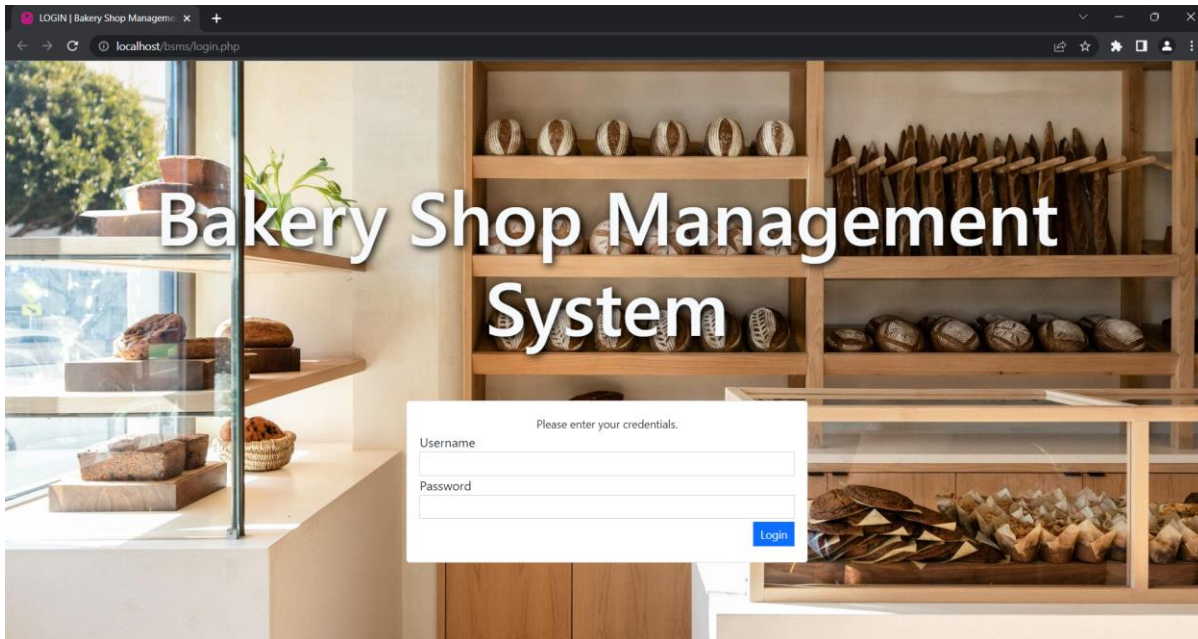 LOGIN | Bakery Shop Manageme
localhost/bsms/login.php
Bakery Shop Management
System
Please enter your credentials.
Username
Password
Login